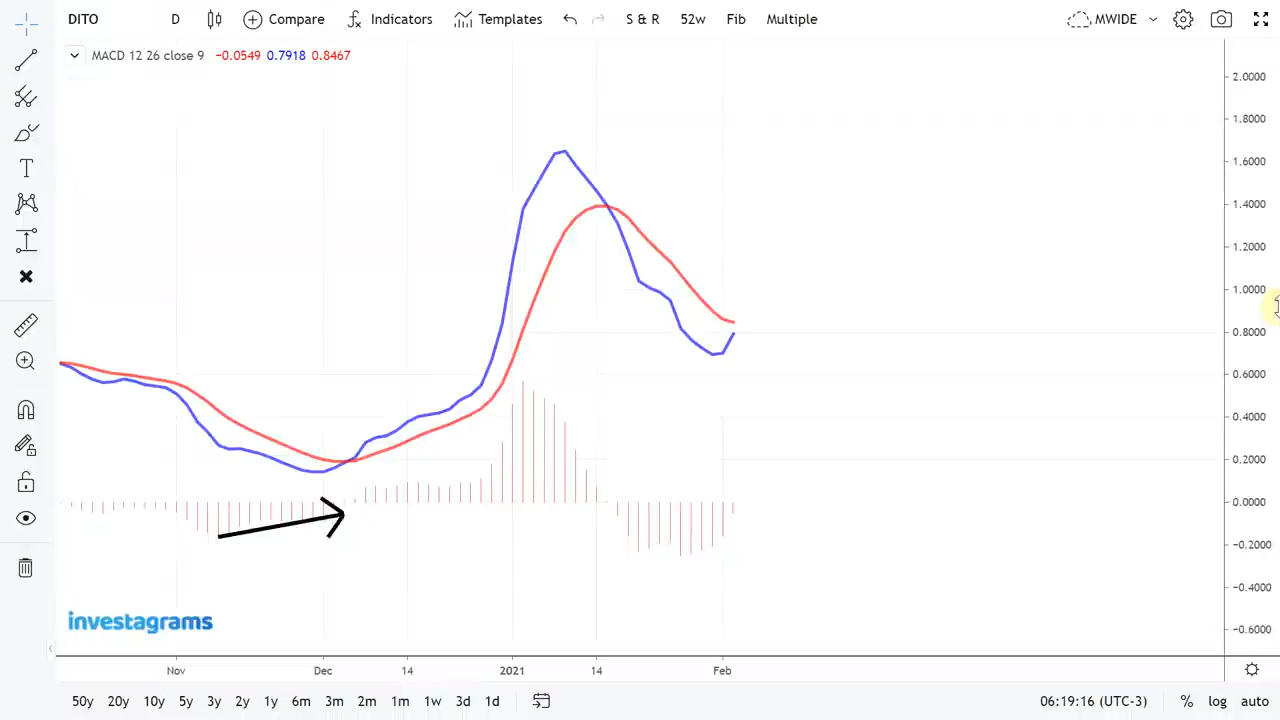 DITO D Compare Indicators Templates S & R 52w Fib Multiple MWIDE
MACD 12 26 close 9 −0.0549 0.7918 0.8467
2.0000
1.8000
1.6000
1.4000
1.2000
1.0000
0.8000
0.6000
0.4000
0.2000
0.0000
−0.2000
−0.4000
−0.6000
investagrams
Nov Dec 14 2021 14 Feb
50y 20y 10y 5y 3y 2y 1y 6m 3m 2m 1m 1w 3d 1d 06:19:16 (UTC-3) % log auto